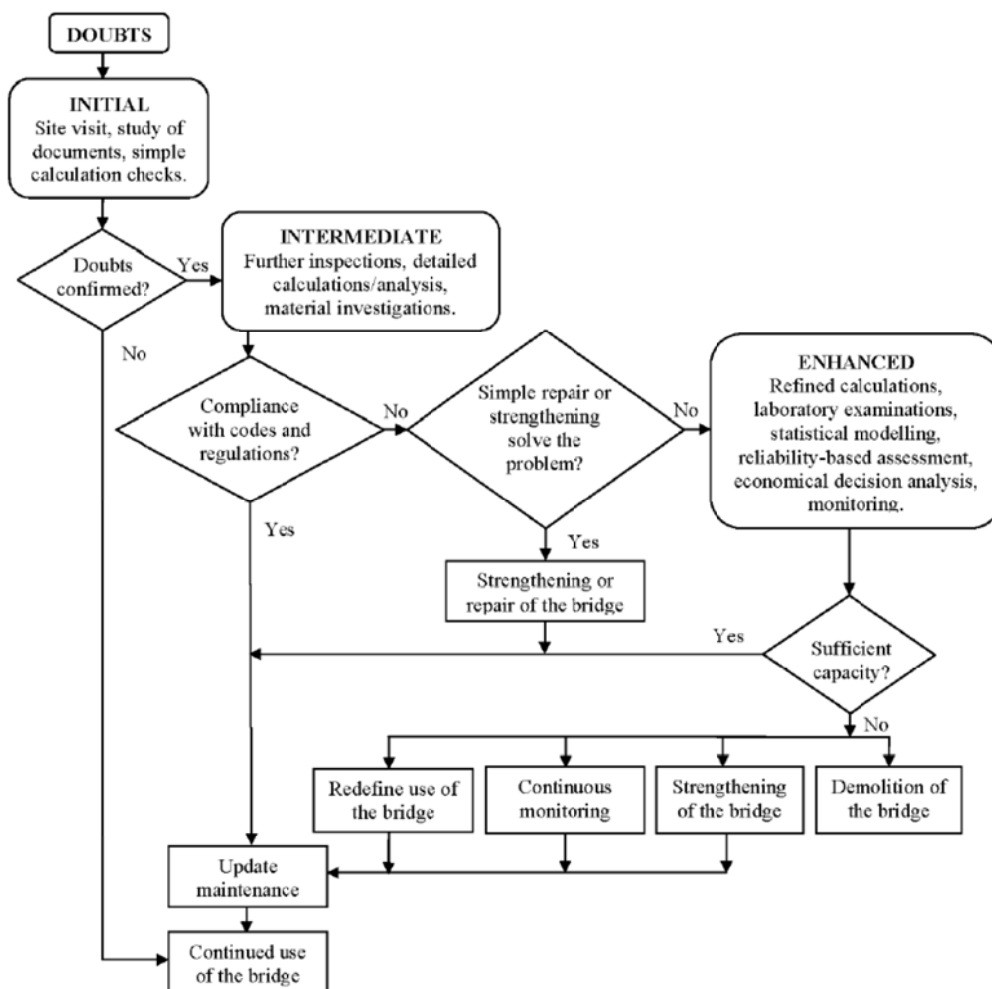 DOUBTS
INITIAL
Site visit, study of
documents, simple
calculation checks.
Doubts
confirmed?
Yes
No
INTERMEDIATE
Further inspections, detailed
calculations/analysis,
material investigations.
Compliance
with codes and
regulations?
No
Yes
Simple repair or
strengthening
solve the
problem?
No
Yes
ENHANCED
Refined calculations,
laboratory examinations,
statistical modelling,
reliability-based assessment,
economical decision analysis,
monitoring.
Strengthening or
repair of the bridge
Yes
Sufficient
capacity?
No
Redefine use of
the bridge
Continuous
monitoring
Strengthening
of the bridge
Demolition of
the bridge
Update
maintenance
Continued use
of the bridge